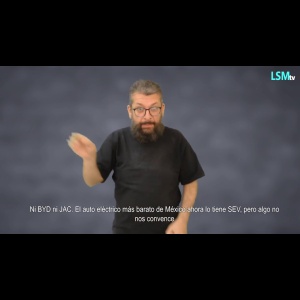 LSMtv
Ni BYD ni JAC. El auto eléctrico más barato de México ahora lo tiene SEV, pero algo no
nos convence.